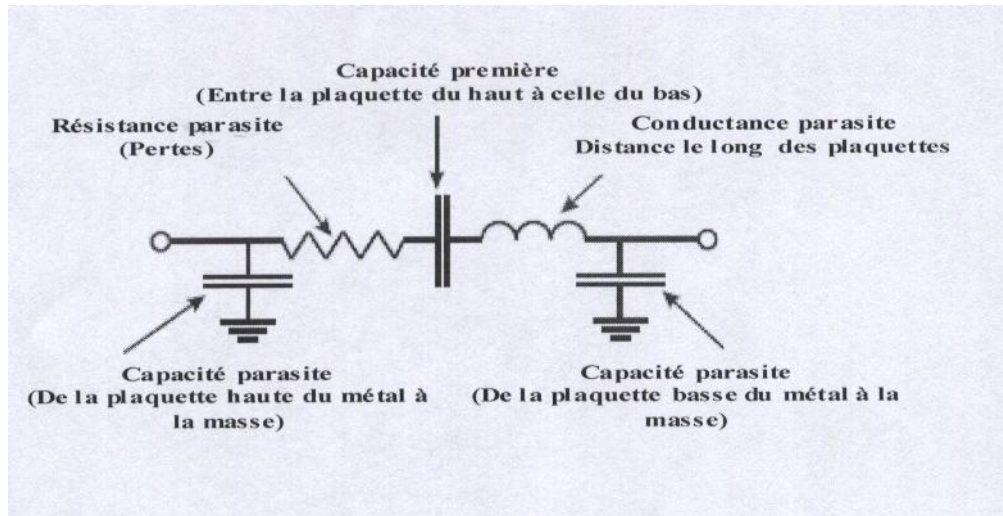 Capacité première
(Entre la plaquette du haut à celle du bas)
Résistance parasite
(Pertes)
Conductance parasite
Distance le long des plaquettes
Capacité parasite
(De la plaquette haute du métal à
la masse)
Capacité parasite
(De la plaquette basse du métal à la
masse)